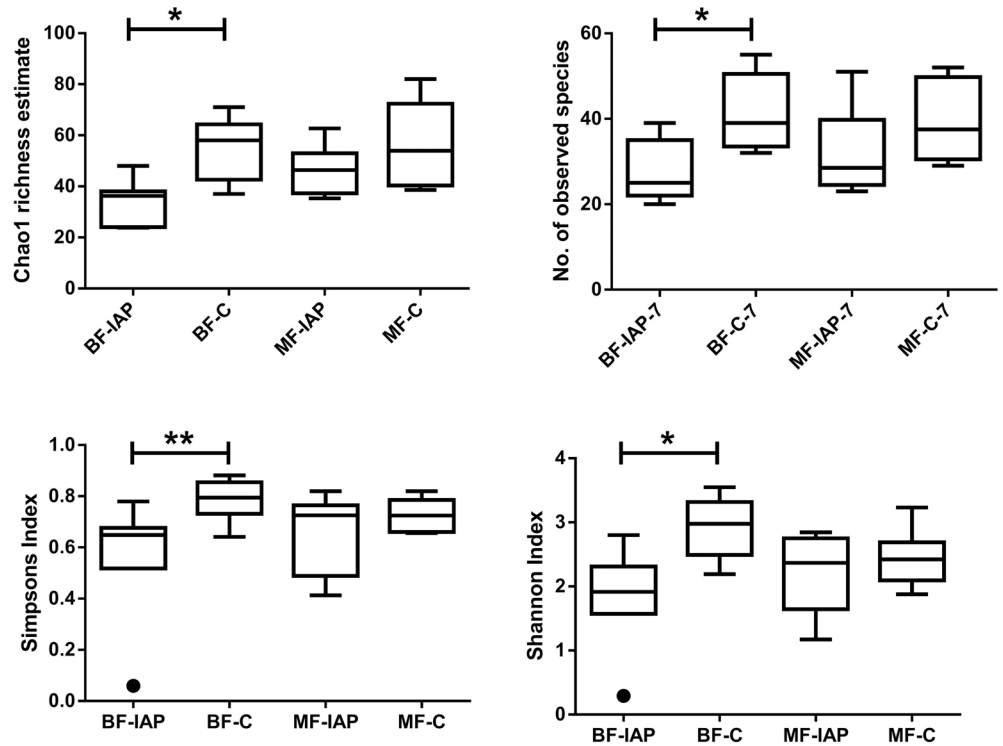 *
100
80
60
40
20
0
Chao1 richness estimate
BF-IAP
BF-C
MF-IAP
MF-C
*
60
40
20
0
No. of observed species
BF-IAP-7
BF-C-7
MF-IAP-7
MF-C-7
**
1.0
0.8
0.6
0.4
0.2
0.0
Simpsons Index
BF-IAP
BF-C
MF-IAP
MF-C
*
4
3
2
1
0
Shannon Index
BF-IAP
BF-C
MF-IAP
MF-C